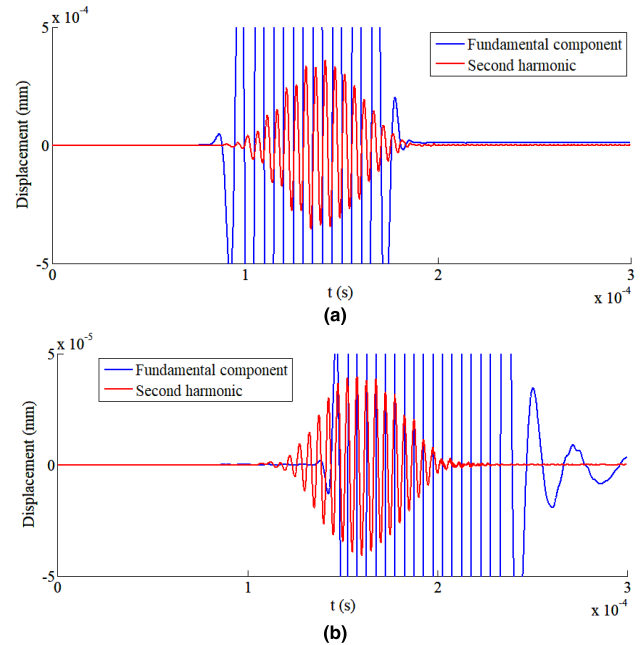 x 10⁻⁴
5
Fundamental component
Second harmonic
Displacement (mm)
0
-5
0 1 2 3
t (s)
x 10⁻⁴
(a)
x 10⁻⁵
5
Fundamental component
Second harmonic
Displacement (mm)
0
-5
0 1 2 3
t (s)
x 10⁻⁴
(b)